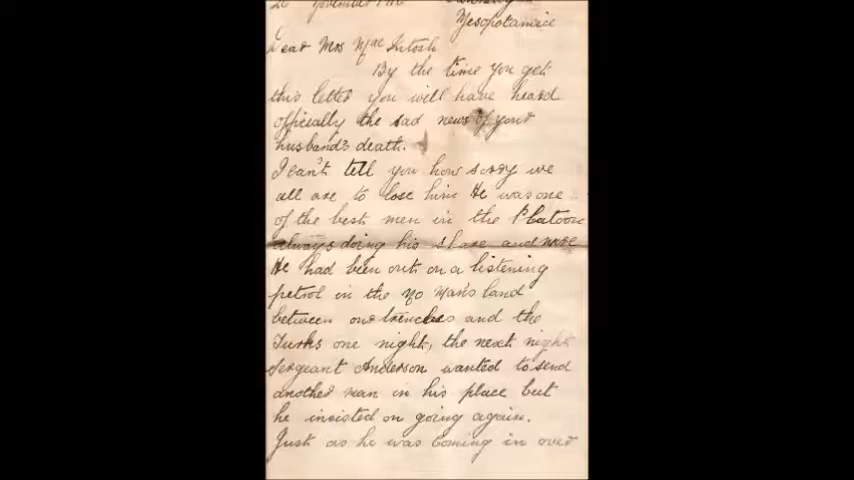 Mesopotamia
Dear Mrs MacIntosh
By the time you get
this letter you will have heard
officially the sad news of your
husband's death.
I can't tell you how sorry we
all are to lose him He was one
of the best men in the Platoon
always doing his share and more
He had been out on a listening
petrol in the No Man's land
between our trenches and the
Turks one night, the next night
Sergeant Anderson wanted to send
another man in his place but
he insisted on going again.
Just as he was coming in over